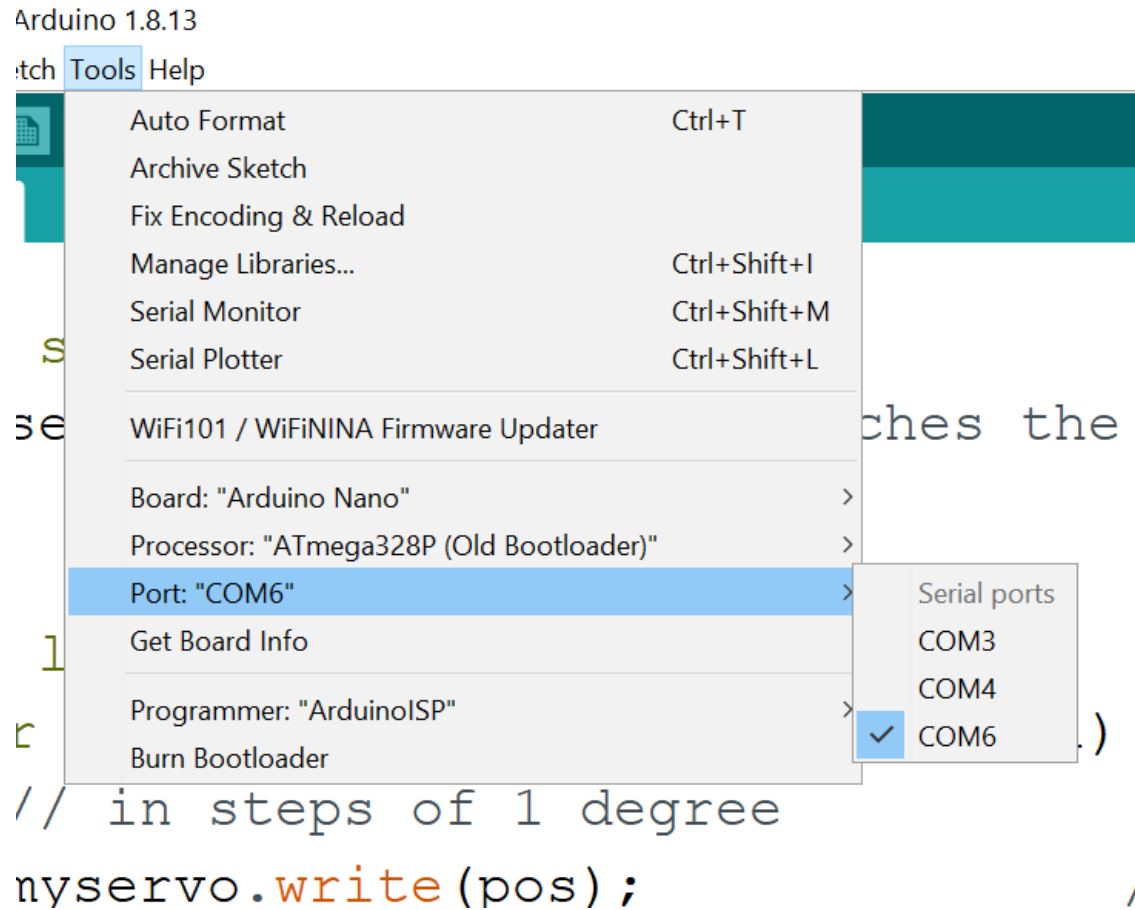 Arduino 1.8.13
Tools Help
Auto Format Ctrl+T
Archive Sketch
Fix Encoding & Reload
Manage Libraries... Ctrl+Shift+I
Serial Monitor Ctrl+Shift+M
Serial Plotter Ctrl+Shift+L
WiFi101 / WiFiNINA Firmware Updater
ches the
Board: "Arduino Nano"
Processor: "ATmega328P (Old Bootloader)"
Port: "COM6"
Serial ports
Get Board Info
COM3
COM4
Programmer: "ArduinoISP"
COM6
)
Burn Bootloader
// in steps of 1 degree
myservo.write(pos);